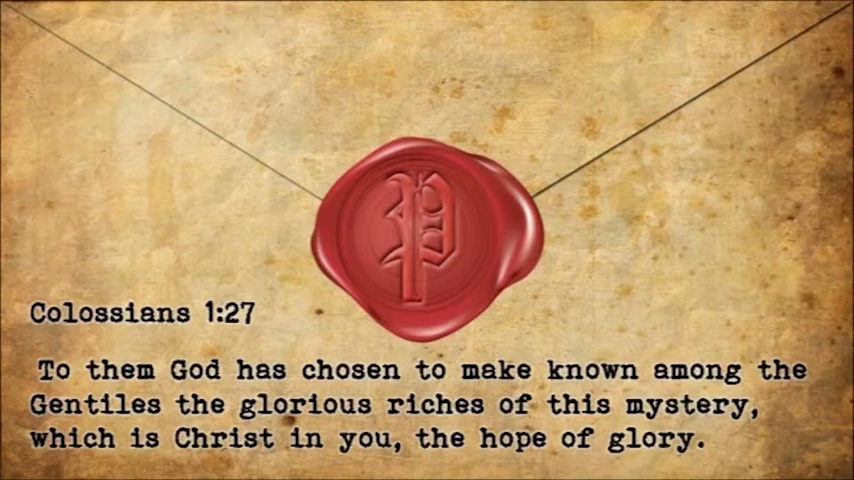 P
Colossians 1:27
To them God has chosen to make known among the
Gentiles the glorious riches of this mystery,
which is Christ in you, the hope of glory.